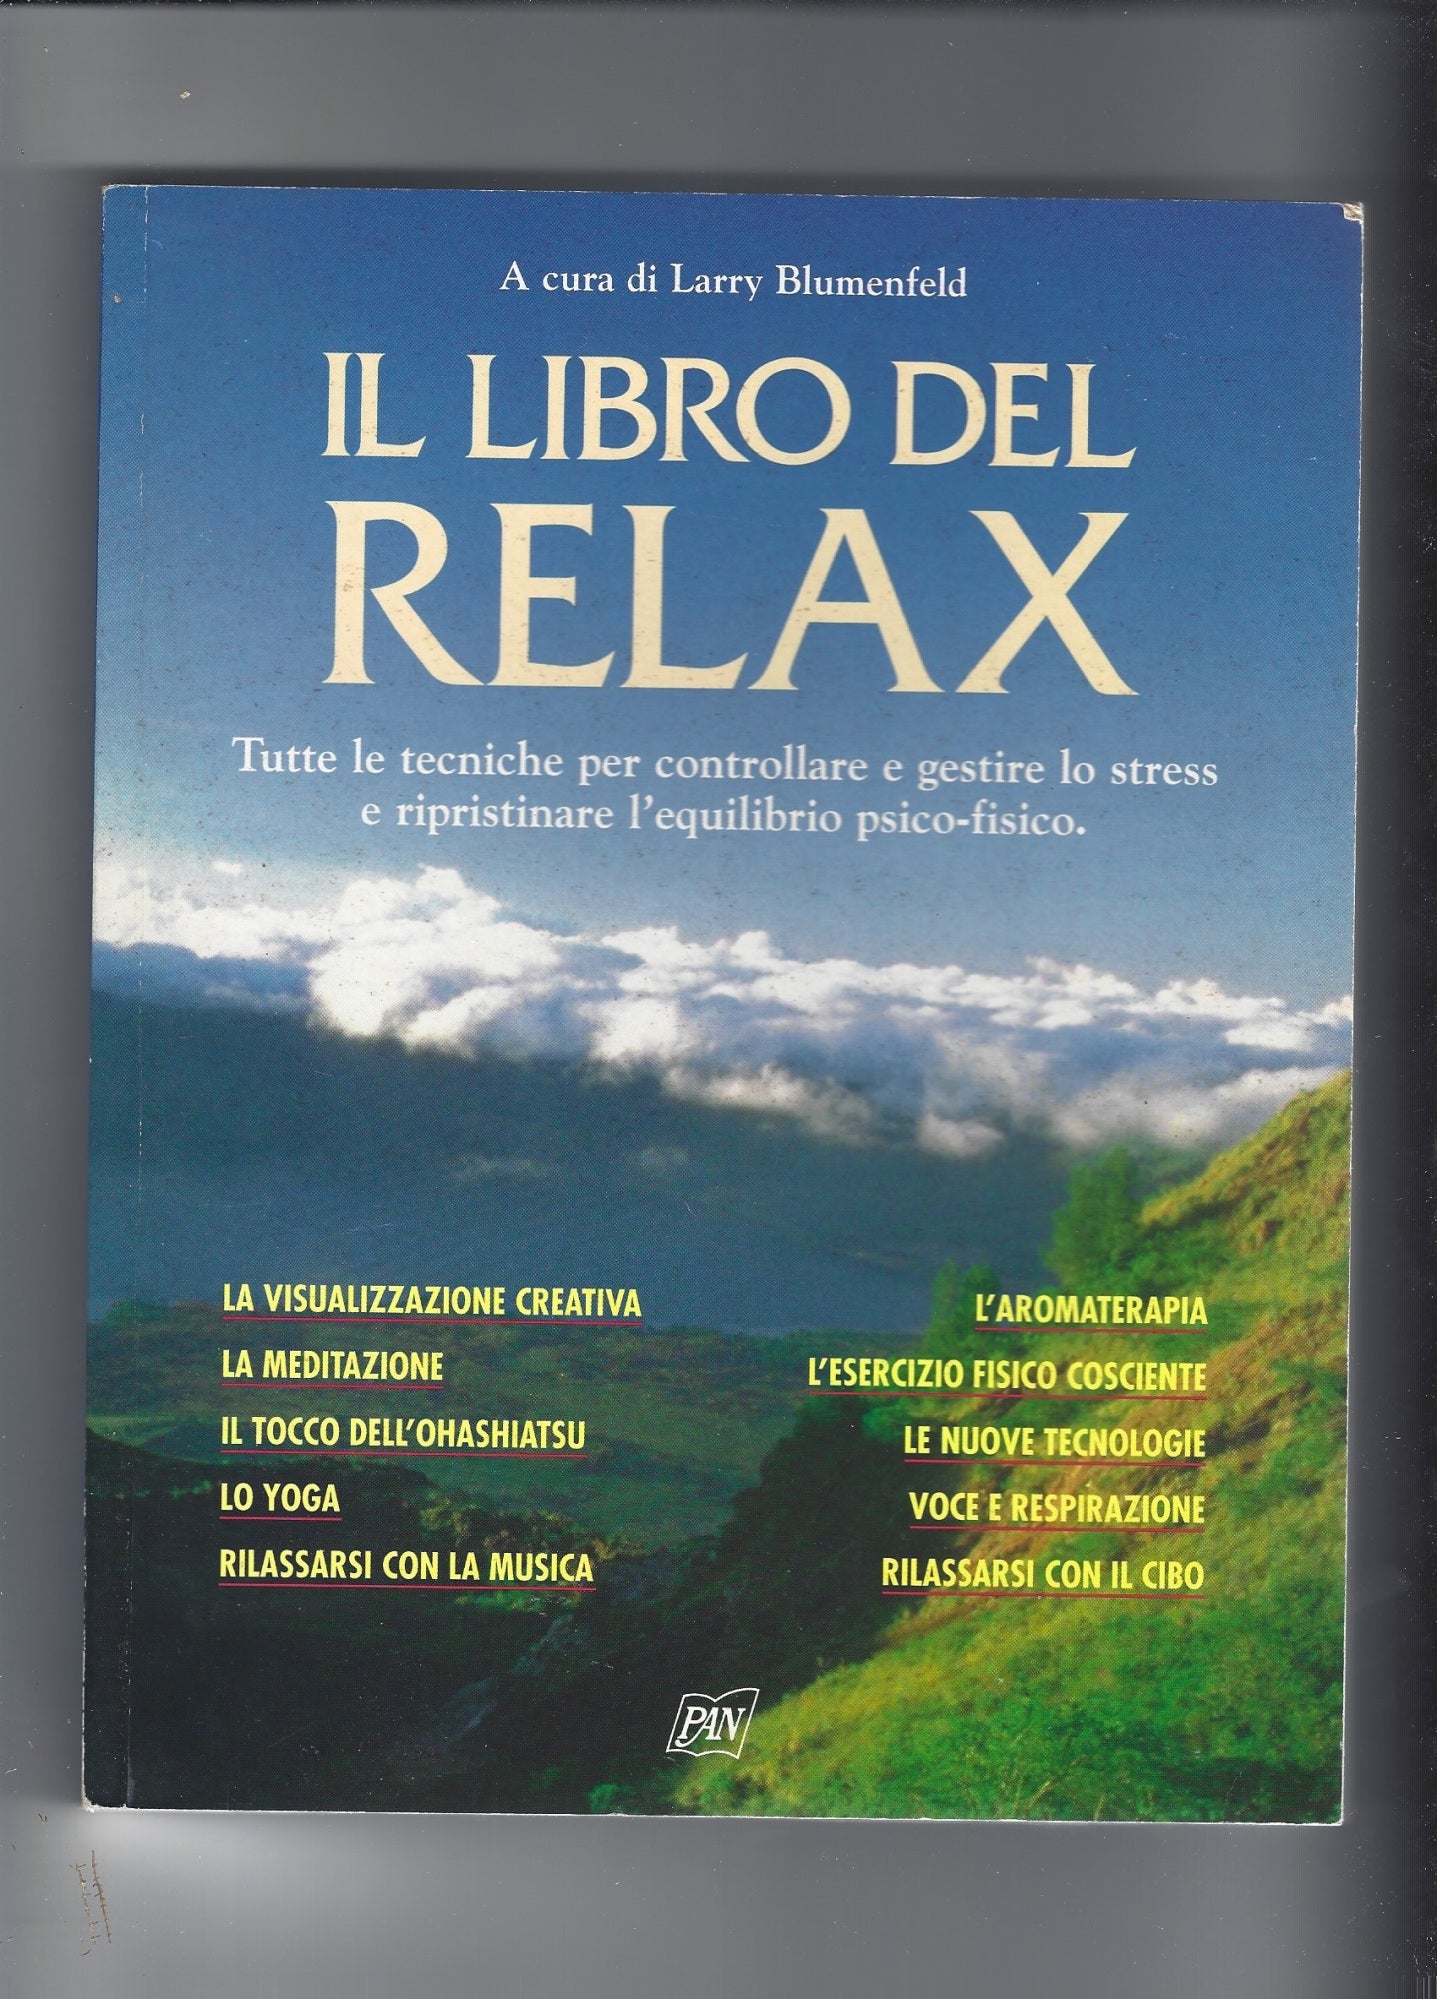 A cura di Larry Blumenfeld
IL LIBRO DEL
RELAX
Tutte le tecniche per controllare e gestire lo stress
e ripristinare l'equilibrio psico-fisico.
LA VISUALIZZAZIONE CREATIVA
LA MEDITAZIONE
IL TOCCO DELL'OHASHIATSU
LO YOGA
RILASSARSI CON LA MUSICA
L'AROMATERAPIA
L'ESERCIZIO FISICO COSCIENTE
LE NUOVE TECNOLOGIE
VOCE E RESPIRAZIONE
RILASSARSI CON IL CIBO
PAN